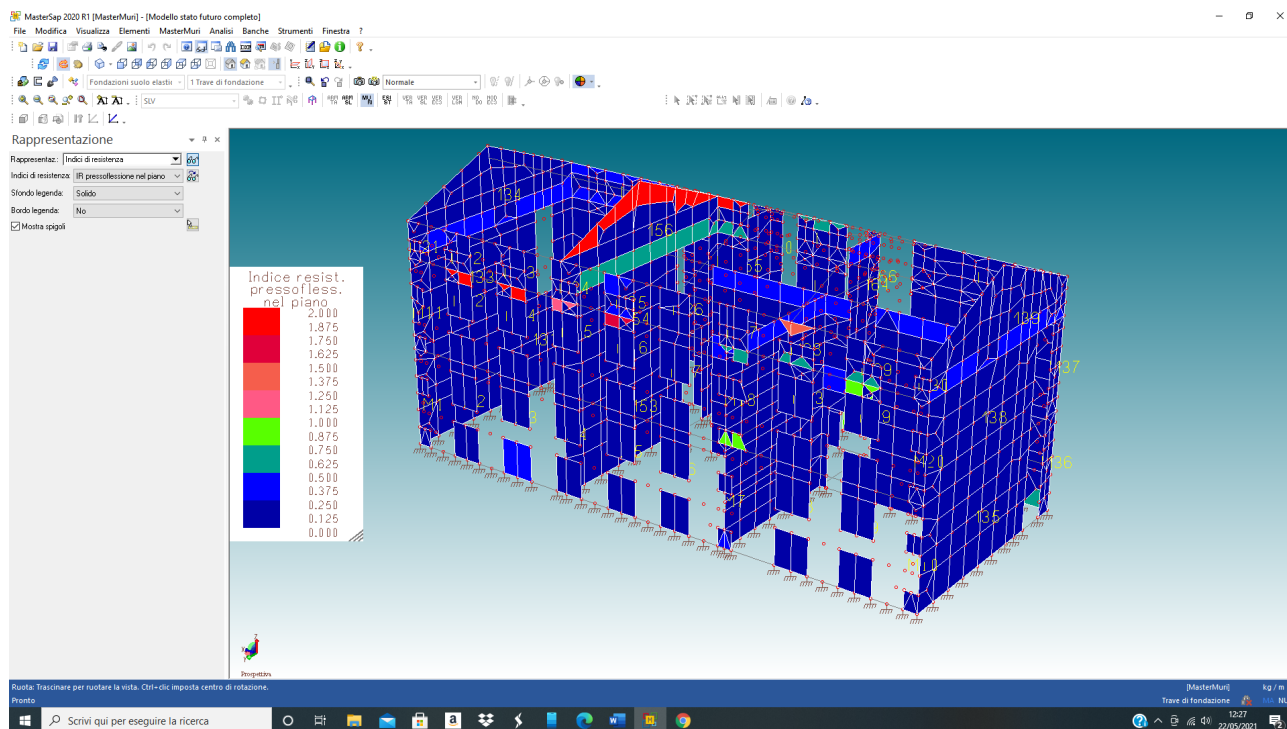 MasterSap 2020 R1 [MasterMuri] - [Modello stato futuro completo]
File Modifica Visualizza Elementi MasterMuri Analisi Banche Strumenti Finestra ?
Fondazioni suolo elastic
1 Trave di fondazione
Normale
SLV
Rappresentazione
Rappresentaz.: Indici di resistenza
Indici di resistenza: IR pressoflessione nel piano
Sfondo legenda: Solido
Bordo legenda: No
Mostra spigoli
Indice resist.
pressofless.
nel piano
2.000
1.875
1.750
1.625
1.500
1.375
1.250
1.125
1.000
0.875
0.750
0.625
0.500
0.375
0.250
0.125
0.000
134
156
139
137
138
136
135
153
Prospettiva
Ruota: Trascinare per ruotare la vista. Ctrl+clic imposta centro di rotazione.
[MasterMuri] kg / m
Pronto
Trave di fondazione MA NU
Scrivi qui per eseguire la ricerca
12:27
22/05/2021